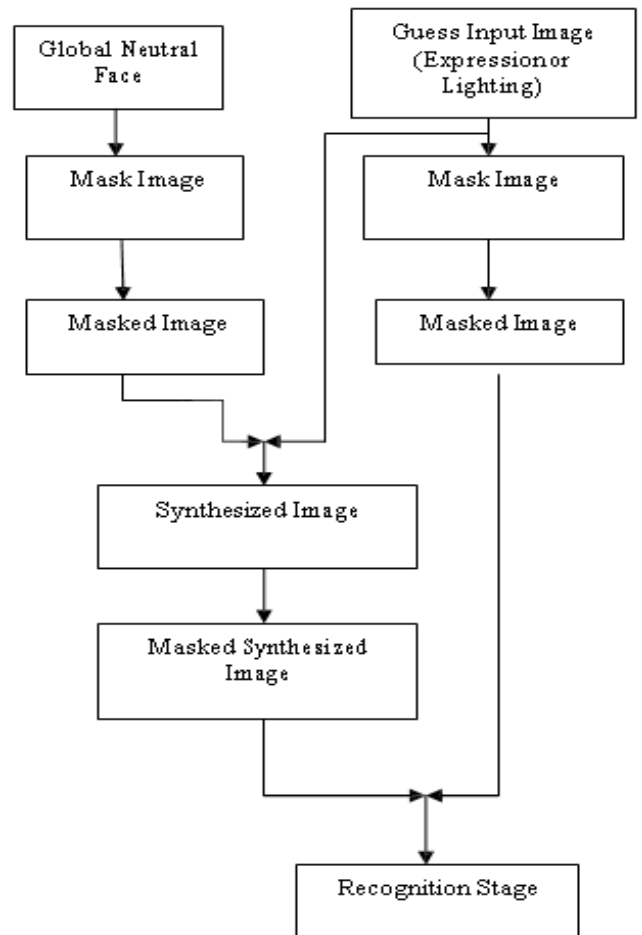 Global Neutral
Face
Guess Input Image
(Expression or
Lighting)
Mask Image
Mask Image
Masked Image
Masked Image
Synthesized Image
Masked Synthesized
Image
Recognition Stage